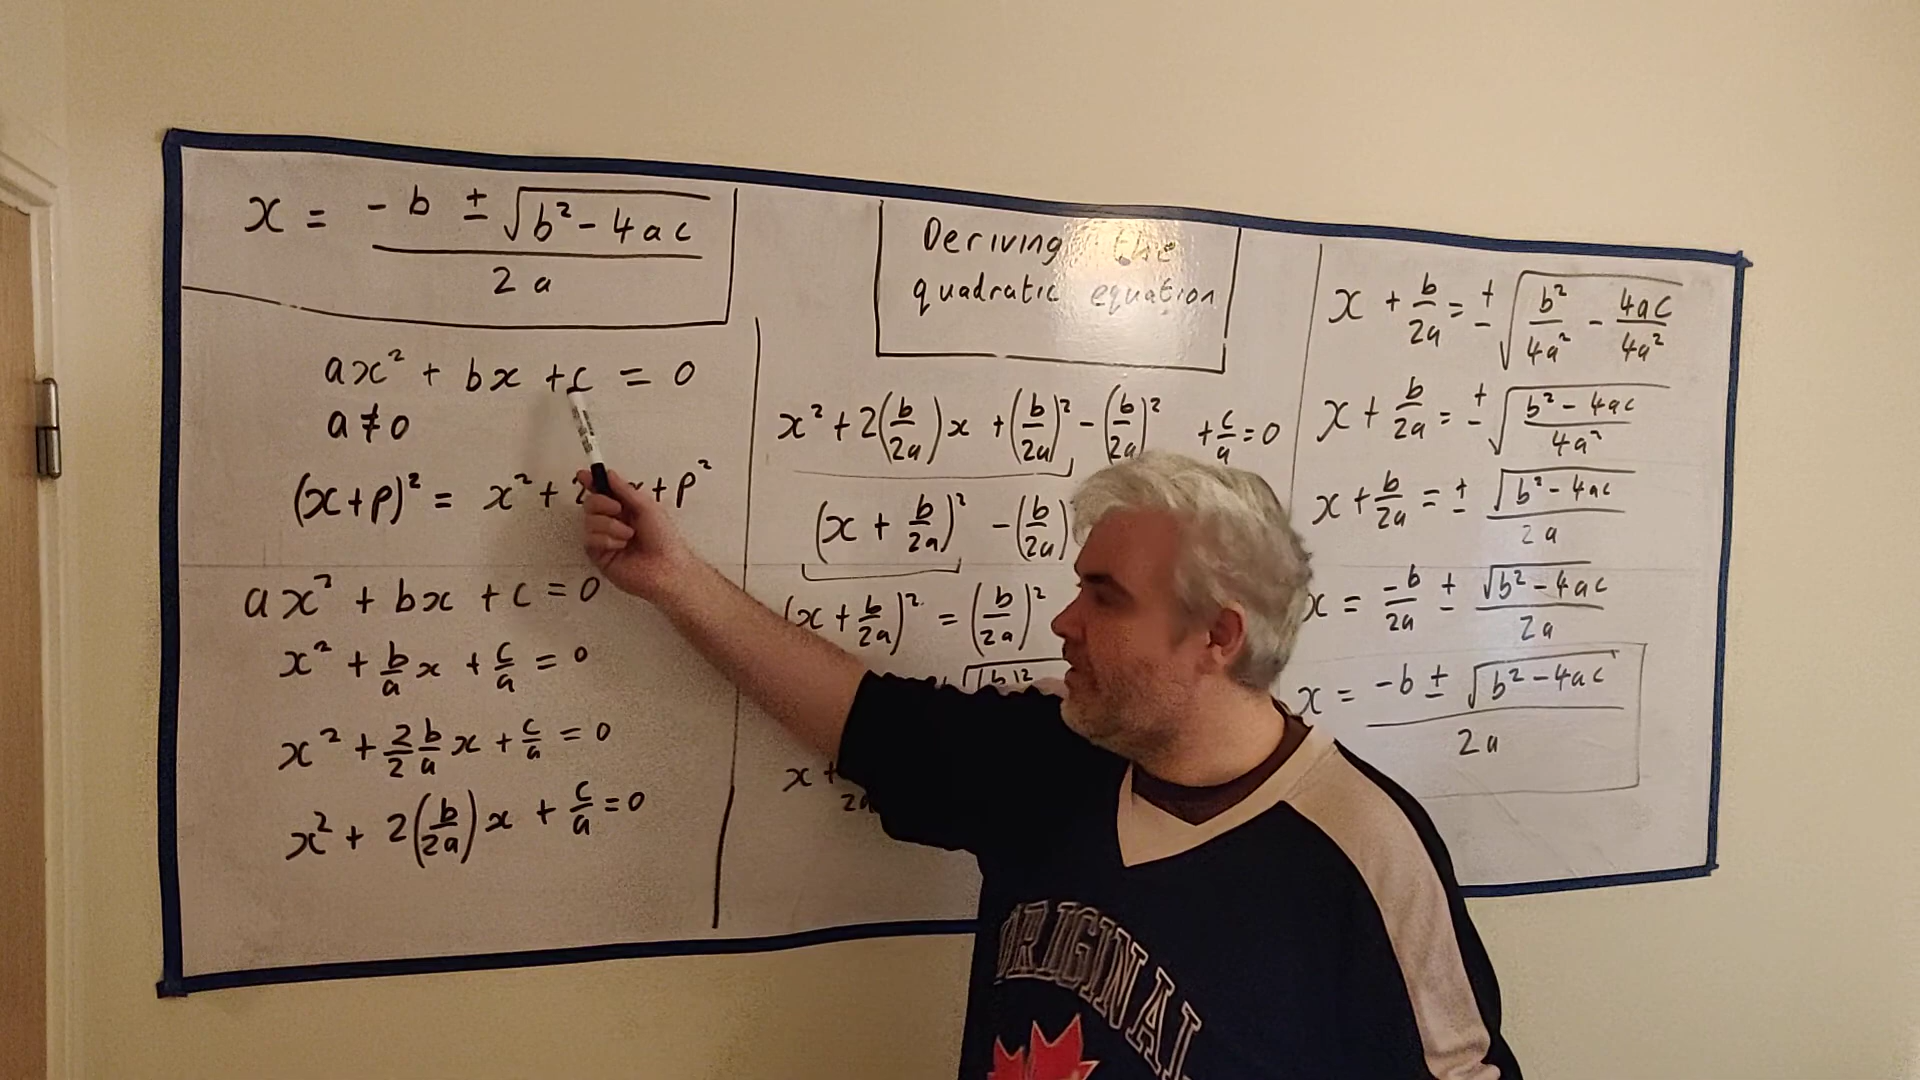 x = (-b ± √(b² - 4ac)) / 2a
ax² + bx + c = 0
a ≠ 0
(x+p)² = x² + 2 x + p²
ax² + bx + c = 0
x² + b/a x + c/a = 0
x² + 2/2 b/a x + c/a = 0
x² + 2(b/2a)x + c/a = 0
Deriving the
quadratic equation
x² + 2(b/2a)x + (b/2a)² - (b/2a)² + c/a = 0
(x + b/2a)² - (b/2a)
(x + b/2a)² = (b/2a)²
x +
x + b/2a = ± √(b²/4a² - 4ac/4a²)
x + b/2a = ± √((b² - 4ac)/4a²)
x + b/2a = ± √(b² - 4ac) / 2a
x = -b/2a ± √(b² - 4ac) / 2a
x = (-b ± √(b² - 4ac)) / 2a
ORIGINAL